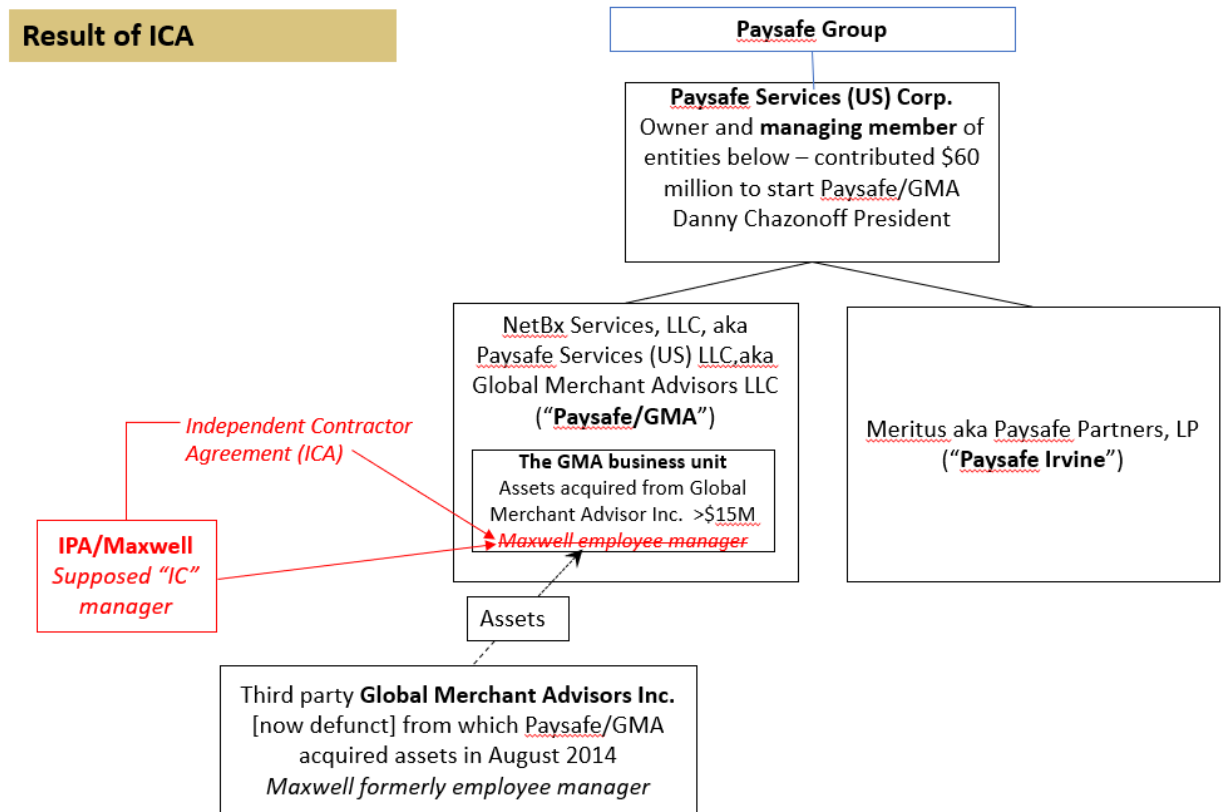 Result of ICA
Paysafe Group
Paysafe Services (US) Corp.
Owner and managing member of
entities below – contributed $60
million to start Paysafe/GMA
Danny Chazonoff President
NetBx Services, LLC, aka
Paysafe Services (US) LLC,aka
Global Merchant Advisors LLC
(“Paysafe/GMA”)
The GMA business unit
Assets acquired from Global
Merchant Advisor Inc. >$15M
Maxwell employee manager
Meritus aka Paysafe Partners, LP
(“Paysafe Irvine”)
Independent Contractor
Agreement (ICA)
IPA/Maxwell
Supposed “IC”
manager
Assets
Third party Global Merchant Advisors Inc.
[now defunct] from which Paysafe/GMA
acquired assets in August 2014
Maxwell formerly employee manager